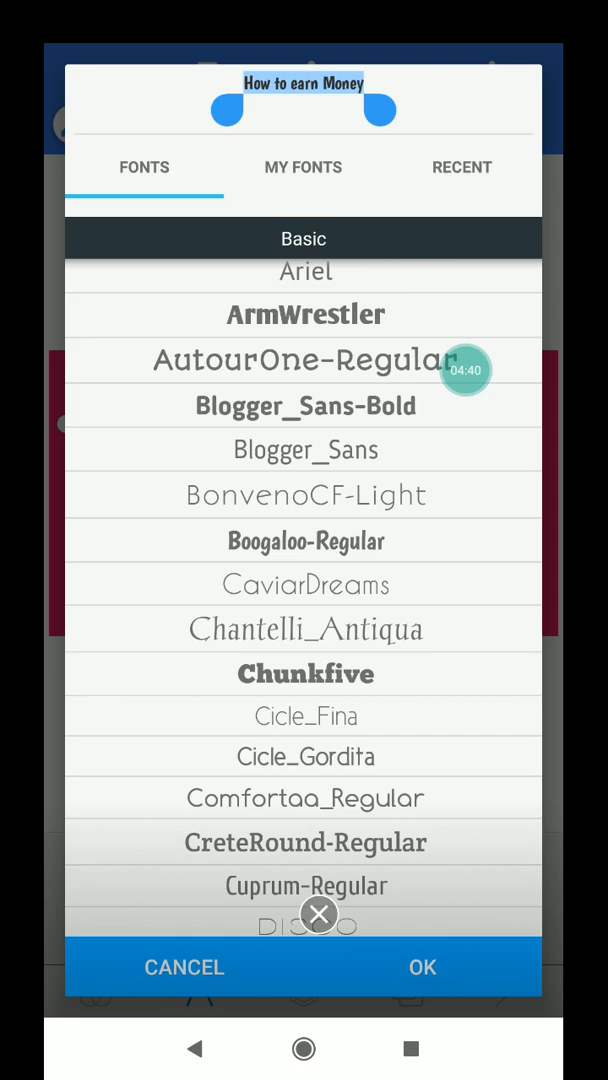 How to earn Money
FONTS MY FONTS RECENT
Basic
Ariel
ArmWrestler
AutourOne-Regular
04:40
Blogger_Sans-Bold
Blogger_Sans
BonvenoCF-Light
Boogaloo-Regular
CaviarDreams
Chantelli_Antiqua
Chunkfive
Cicle_Fina
Cicle_Gordita
Comfortaa_Regular
CreteRound-Regular
Cuprum-Regular
DISCO
CANCEL OK